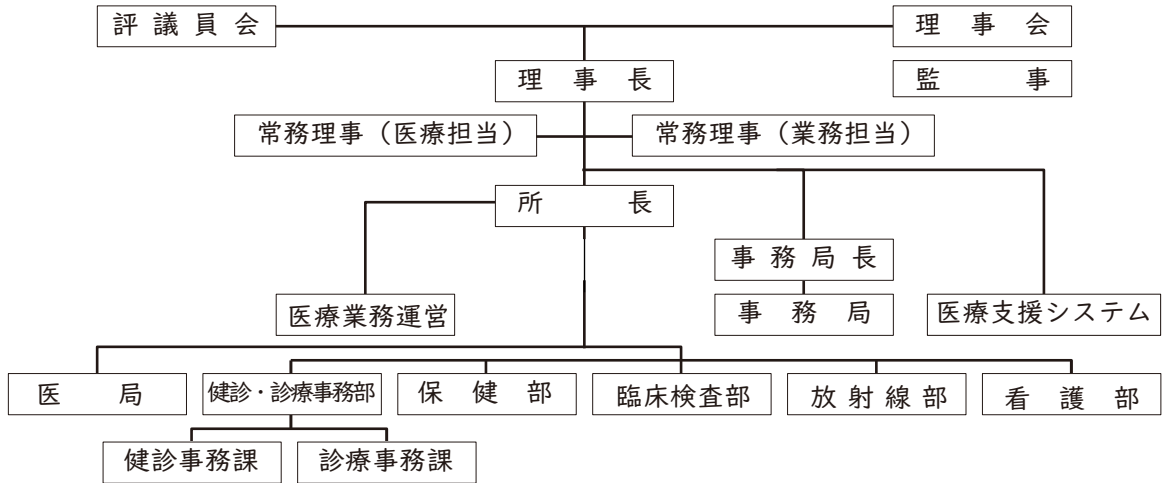 評議員会
理事会
理事長
監事
常務理事（医療担当）
常務理事（業務担当）
所長
事務局長
医療業務運営
事務局
医療支援システム
医局
健診・診療事務部
保健部
臨床検査部
放射線部
看護部
健診事務課
診療事務課